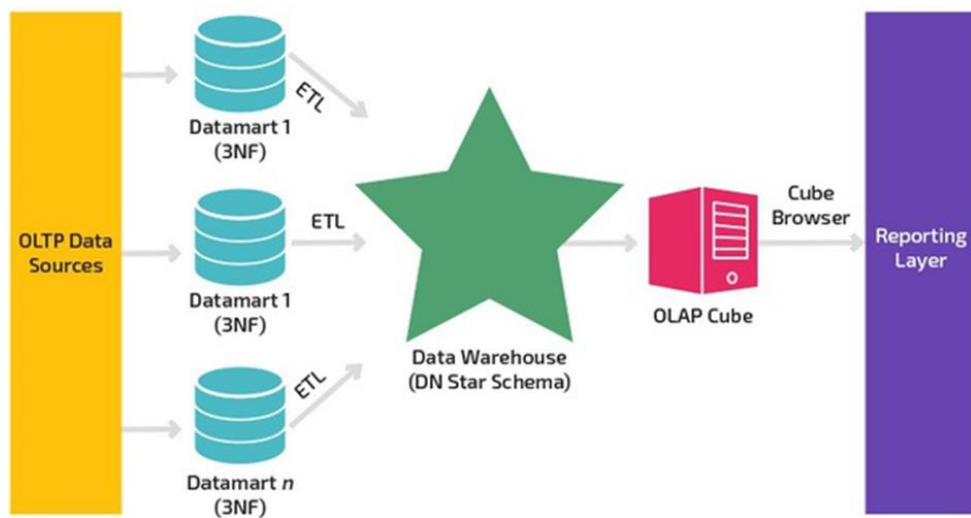 OLTP Data
Sources
Datamart 1
(3NF)
ETL
Datamart 1
(3NF)
ETL
Datamart n
(3NF)
ETL
Data Warehouse
(DN Star Schema)
OLAP Cube
Cube
Browser
Reporting
Layer